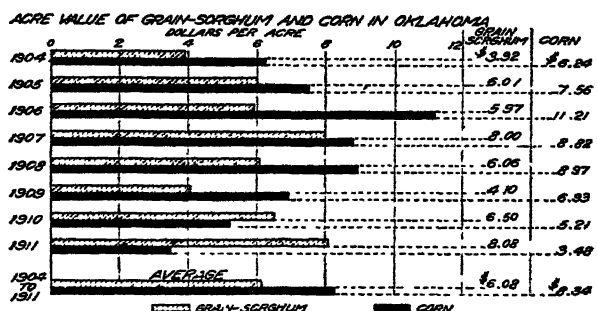 ACRE VALUE OF GRAIN-SORGHUM AND CORN IN OKLAHOMA
DOLLARS PER ACRE
0 2 4 6 8 10 12 GRAIN SORGHUM CORN
1904 $3.92 $6.24
1905 6.01 7.56
1906 5.97 11.21
1907 8.00 8.82
1908 6.06 8.97
1909 4.10 6.93
1910 6.50 5.21
1911 8.08 3.48
1904 TO 1911 AVERAGE $6.08 $8.34
GRAIN-SORGHUM CORN